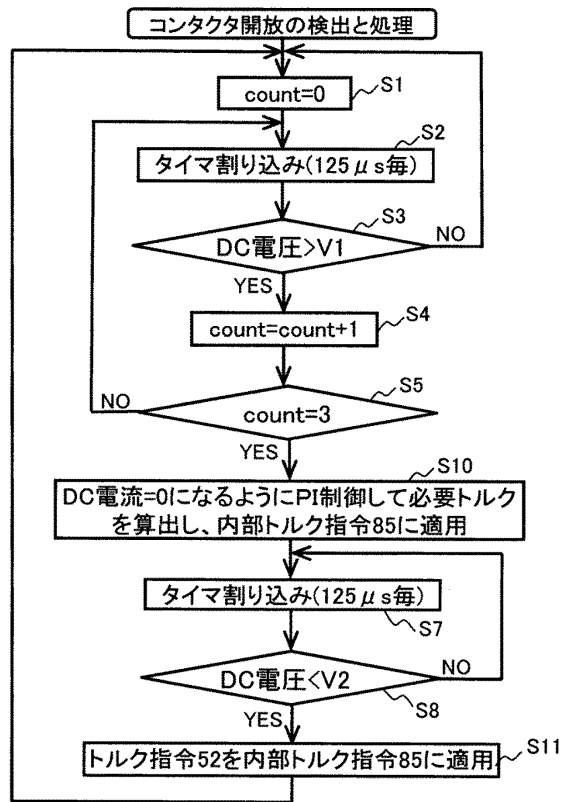 コンタクタ開放の検出と処理
count=0
S1
S2
タイマ割り込み(125μs毎)
S3
DC電圧>V1
NO
YES
S4
count=count+1
S5
NO
count=3
YES
S10
DC電流=0になるようにPI制御して必要トルク
を算出し、内部トルク指令85に適用
タイマ割り込み(125μs毎)
S7
DC電圧<V2
NO
S8
YES
S11
トルク指令52を内部トルク指令85に適用